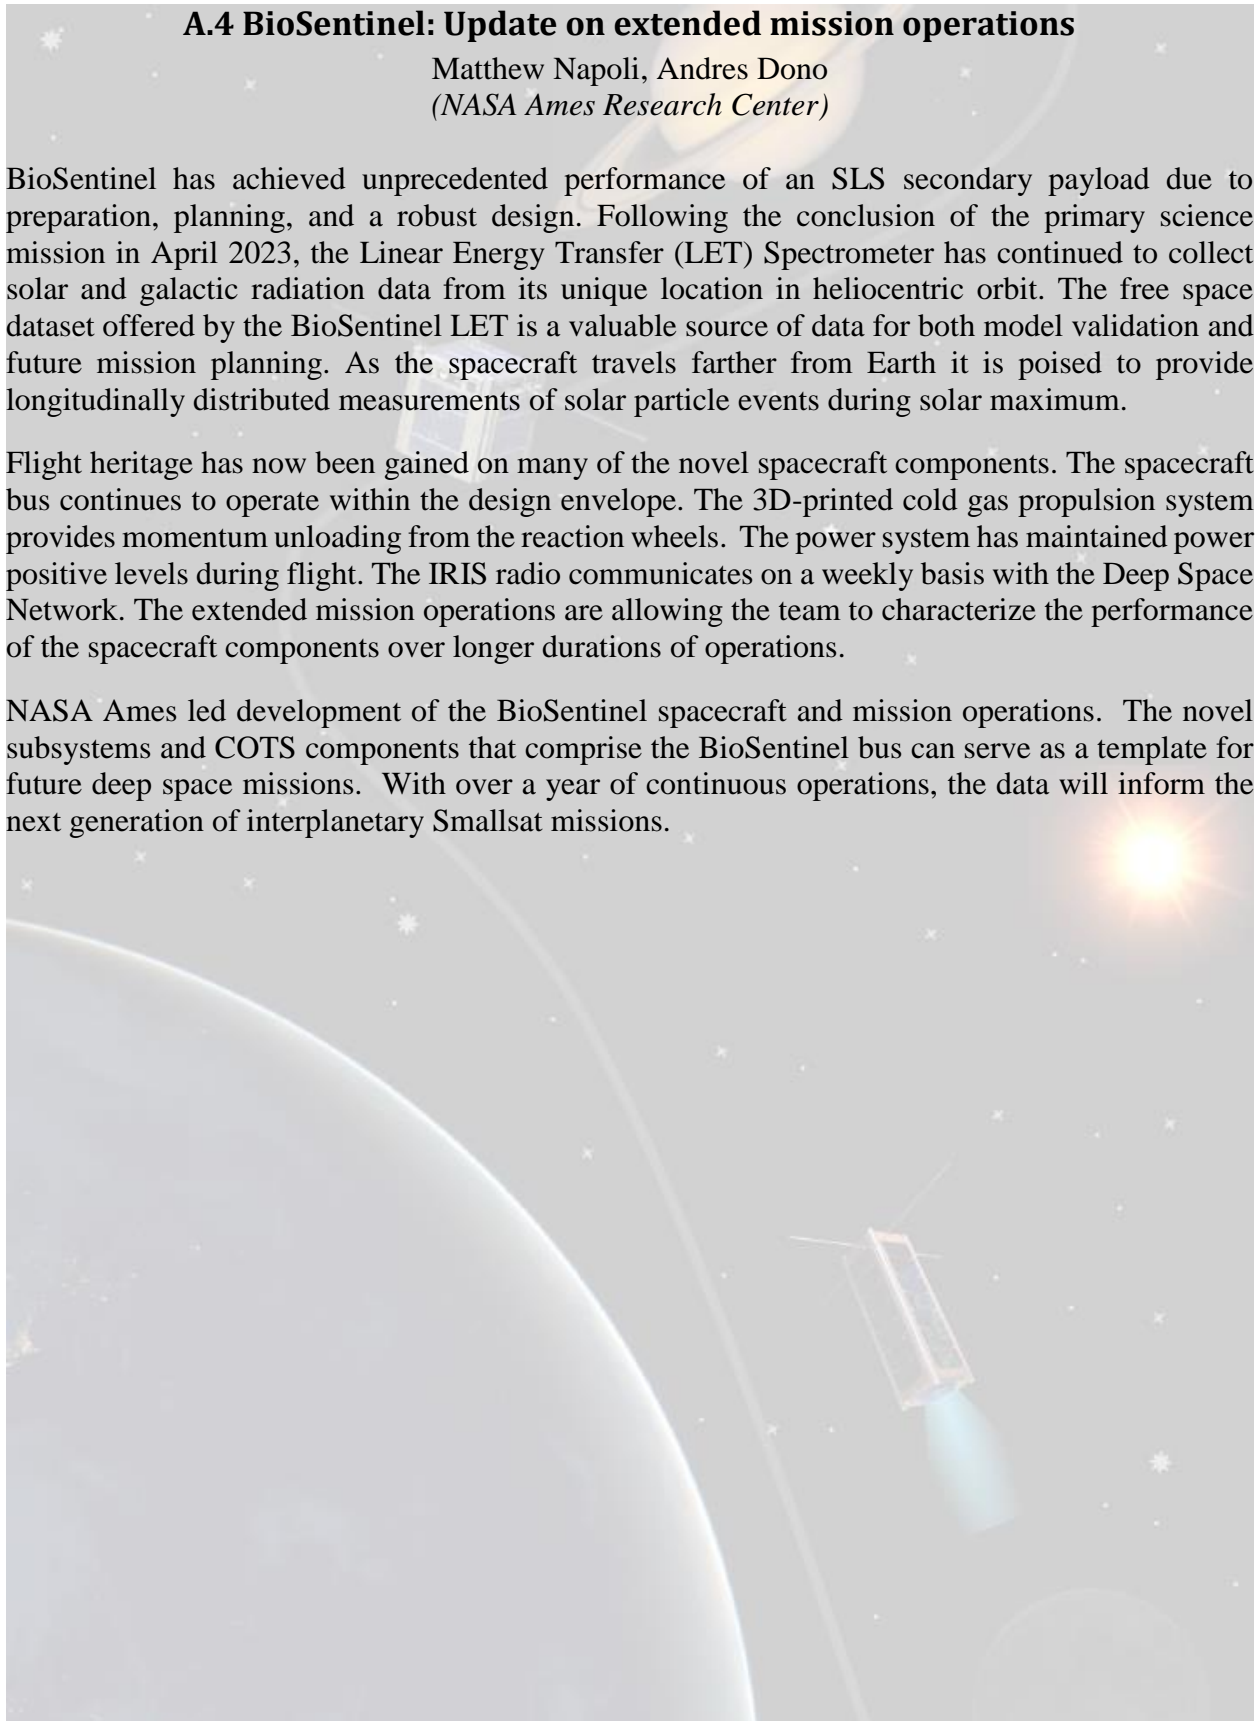 A.4 BioSentinel: Update on extended mission operations
Matthew Napoli, Andres Dono
(NASA Ames Research Center)
BioSentinel has achieved unprecedented performance of an SLS secondary payload due to
preparation, planning, and a robust design. Following the conclusion of the primary science
mission in April 2023, the Linear Energy Transfer (LET) Spectrometer has continued to collect
solar and galactic radiation data from its unique location in heliocentric orbit. The free space
dataset offered by the BioSentinel LET is a valuable source of data for both model validation and
future mission planning. As the spacecraft travels farther from Earth it is poised to provide
longitudinally distributed measurements of solar particle events during solar maximum.
Flight heritage has now been gained on many of the novel spacecraft components. The spacecraft
bus continues to operate within the design envelope. The 3D-printed cold gas propulsion system
provides momentum unloading from the reaction wheels. The power system has maintained power
positive levels during flight. The IRIS radio communicates on a weekly basis with the Deep Space
Network. The extended mission operations are allowing the team to characterize the performance
of the spacecraft components over longer durations of operations.
NASA Ames led development of the BioSentinel spacecraft and mission operations. The novel
subsystems and COTS components that comprise the BioSentinel bus can serve as a template for
future deep space missions. With over a year of continuous operations, the data will inform the
next generation of interplanetary Smallsat missions.